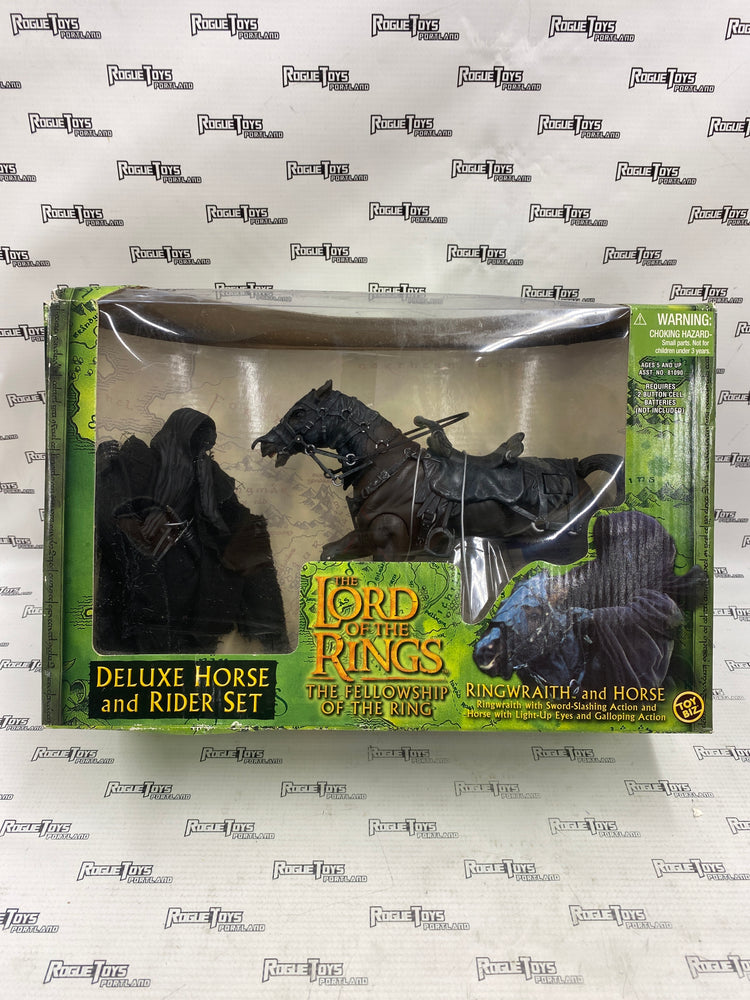 ROGUE TOYS
PORTLAND
WARNING:
CHOKING HAZARD-
Small parts. Not for
children under 3 years.
AGES 5 AND UP
ASST. NO. 81090
REQUIRES
2 BUTTON CELL
BATTERIES
(NOT INCLUDED)
THE
LORD
OF THE
RINGS
THE FELLOWSHIP
OF THE RING
DELUXE HORSE
and RIDER SET
RINGWRAITH and HORSE
Ringwraith with Sword-Slashing Action and
Horse with Light-Up Eyes and Galloping Action
TOY
BIZ